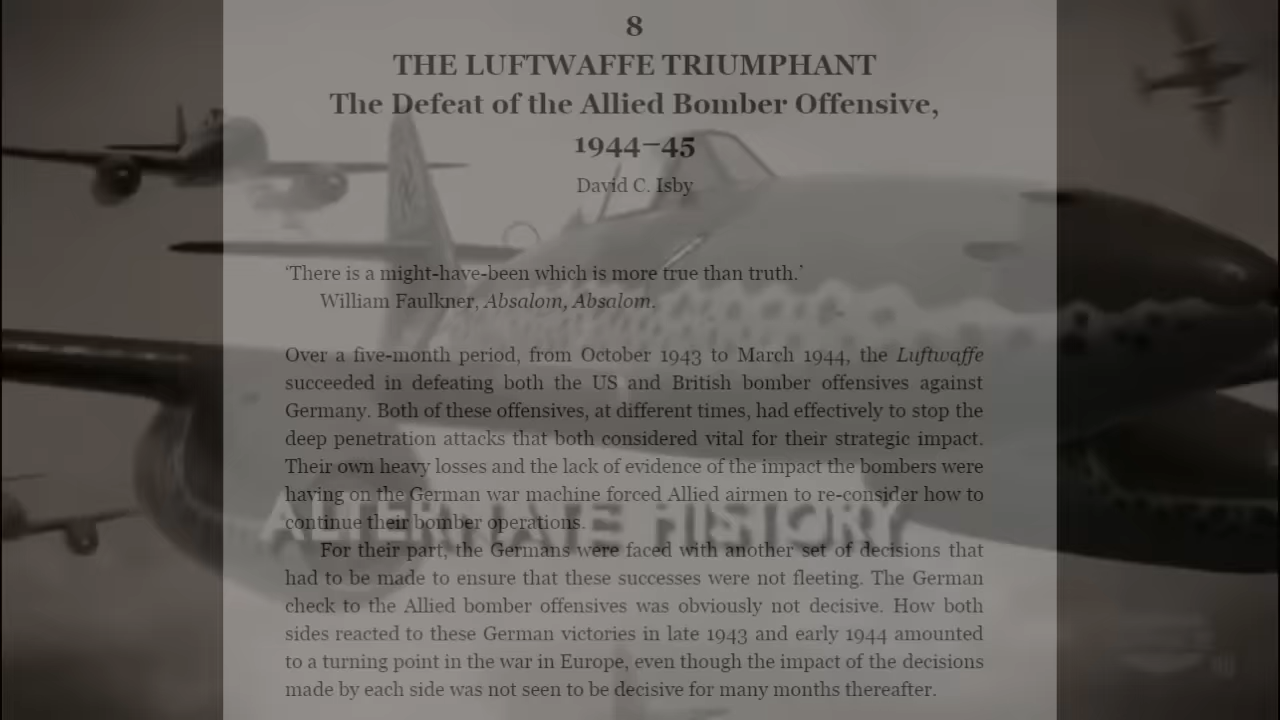 8
THE LUFTWAFFE TRIUMPHANT
The Defeat of the Allied Bomber Offensive,
1944–45
David C. Isby
‘There is a might-have-been which is more true than truth.’
William Faulkner, Absalom, Absalom.
Over a five-month period, from October 1943 to March 1944, the Luftwaffe
succeeded in defeating both the US and British bomber offensives against
Germany. Both of these offensives, at different times, had effectively to stop the
deep penetration attacks that both considered vital for their strategic impact.
Their own heavy losses and the lack of evidence of the impact the bombers were
having on the German war machine forced Allied airmen to re-consider how to
continue their bomber operations.
ALTERNATE HISTORY
For their part, the Germans were faced with another set of decisions that
had to be made to ensure that these successes were not fleeting. The German
check to the Allied bomber offensives was obviously not decisive. How both
sides reacted to these German victories in late 1943 and early 1944 amounted
to a turning point in the war in Europe, even though the impact of the decisions
made by each side was not seen to be decisive for many months thereafter.